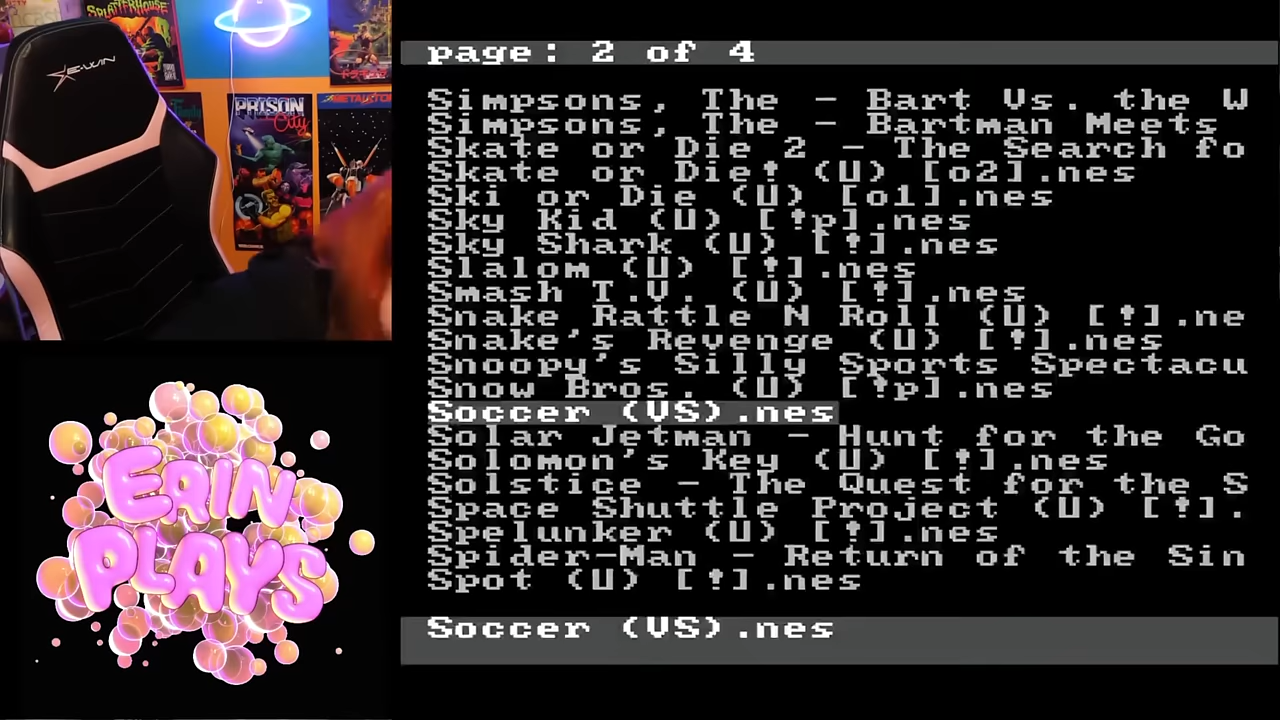 SPLATTERHOUSE
E-WIN
PRISON
City
page: 2 of 4
Simpsons, The - Bart Vs. the W
Simpsons, The - Bartman Meets
Skate or Die 2 - The Search fo
Skate or Die! (U) [o2].nes
Ski or Die (U) [o1].nes
Sky Kid (U) [!p].nes
Sky Shark (U) [!].nes
Slalom (U) [!].nes
Smash T.V. (U) [!].nes
Snake Rattle N Roll (U) [!].ne
Snake's Revenge (U) [!].nes
Snoopy's Silly Sports Spectacu
Snow Bros. (U) [!p].nes
Soccer (VS).nes
Solar Jetman - Hunt for the Go
Solomon's Key (U) [!].nes
Solstice - The Quest for the S
Space Shuttle Project (U) [!].
Spelunker (U) [!].nes
Spider-Man - Return of the Sin
Spot (U) [!].nes
Soccer (VS).nes
ERIN
PLAYS